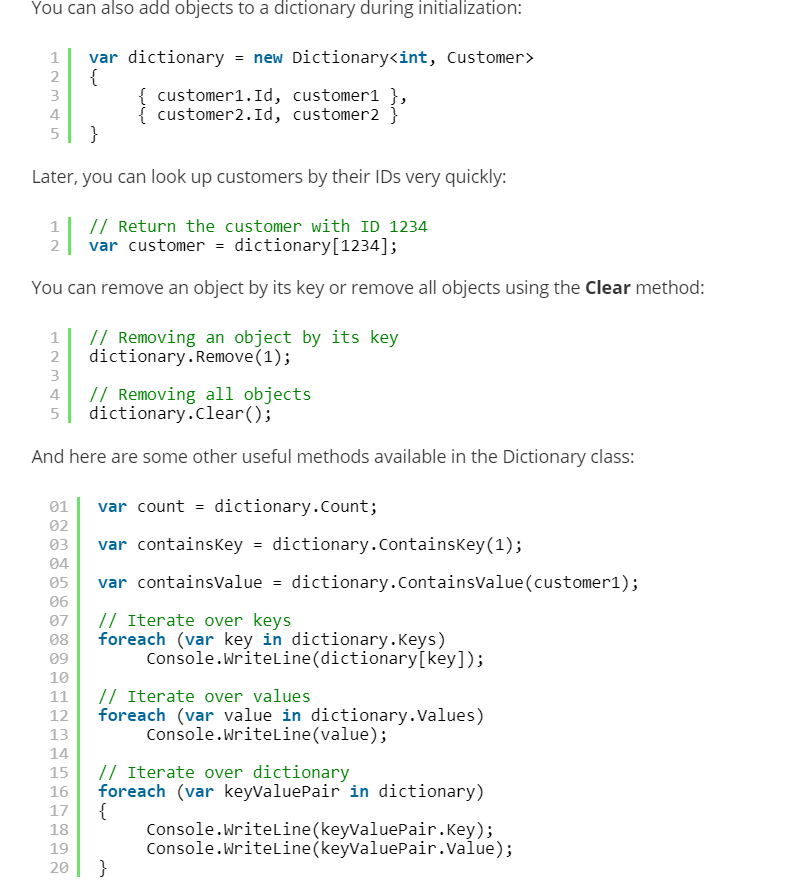 You can also add objects to a dictionary during initialization:
1 var dictionary = new Dictionary<int, Customer>
2 {
3 { customer1.Id, customer1 },
4 { customer2.Id, customer2 }
5 }
Later, you can look up customers by their IDs very quickly:
1 // Return the customer with ID 1234
2 var customer = dictionary[1234];
You can remove an object by its key or remove all objects using the Clear method:
1 // Removing an object by its key
2 dictionary.Remove(1);
3
4 // Removing all objects
5 dictionary.Clear();
And here are some other useful methods available in the Dictionary class:
01 var count = dictionary.Count;
02
03 var containsKey = dictionary.ContainsKey(1);
04
05 var containsValue = dictionary.ContainsValue(customer1);
06
07 // Iterate over keys
08 foreach (var key in dictionary.Keys)
09 Console.WriteLine(dictionary[key]);
10
11 // Iterate over values
12 foreach (var value in dictionary.Values)
13 Console.WriteLine(value);
14
15 // Iterate over dictionary
16 foreach (var keyValuePair in dictionary)
17 {
18 Console.WriteLine(keyValuePair.Key);
19 Console.WriteLine(keyValuePair.Value);
20 }